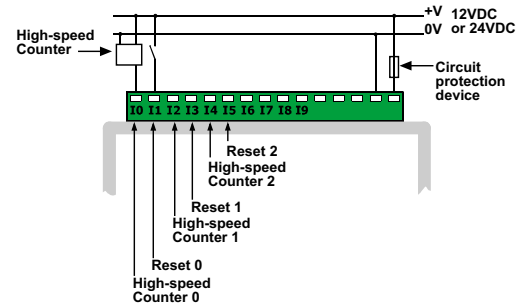 +V 12VDC
0V or 24VDC
High-speed
Counter
Circuit
protection
device
I0 I1 I2 I3 I4 I5 I6 I7 I8 I9
Reset 2
High-speed
Counter 2
Reset 1
High-speed
Counter 1
Reset 0
High-speed
Counter 0